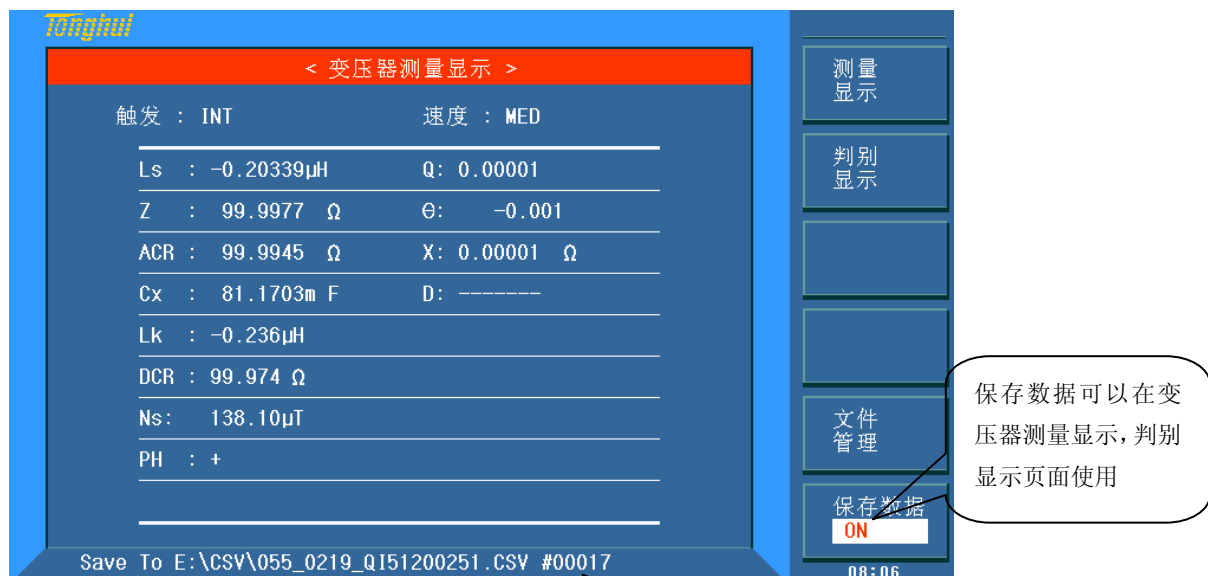 Tonghui
< 变压器测量显示 >
触发 : INT 速度 : MED
Ls : -0.20339μH Q: 0.00001
Z : 99.9977 Ω Θ: -0.001
ACR : 99.9945 Ω X: 0.00001 Ω
Cx : 81.1703m F D: -------
Lk : -0.236μH
DCR : 99.974 Ω
Ns: 138.10μT
PH : +
Save To E:\CSV\055_0219_QI51200251.CSV #00017
测量
显示
判别
显示
文件
管理
保存数据
ON
08:06
保存数据可以在变
压器测量显示,判别
显示页面使用